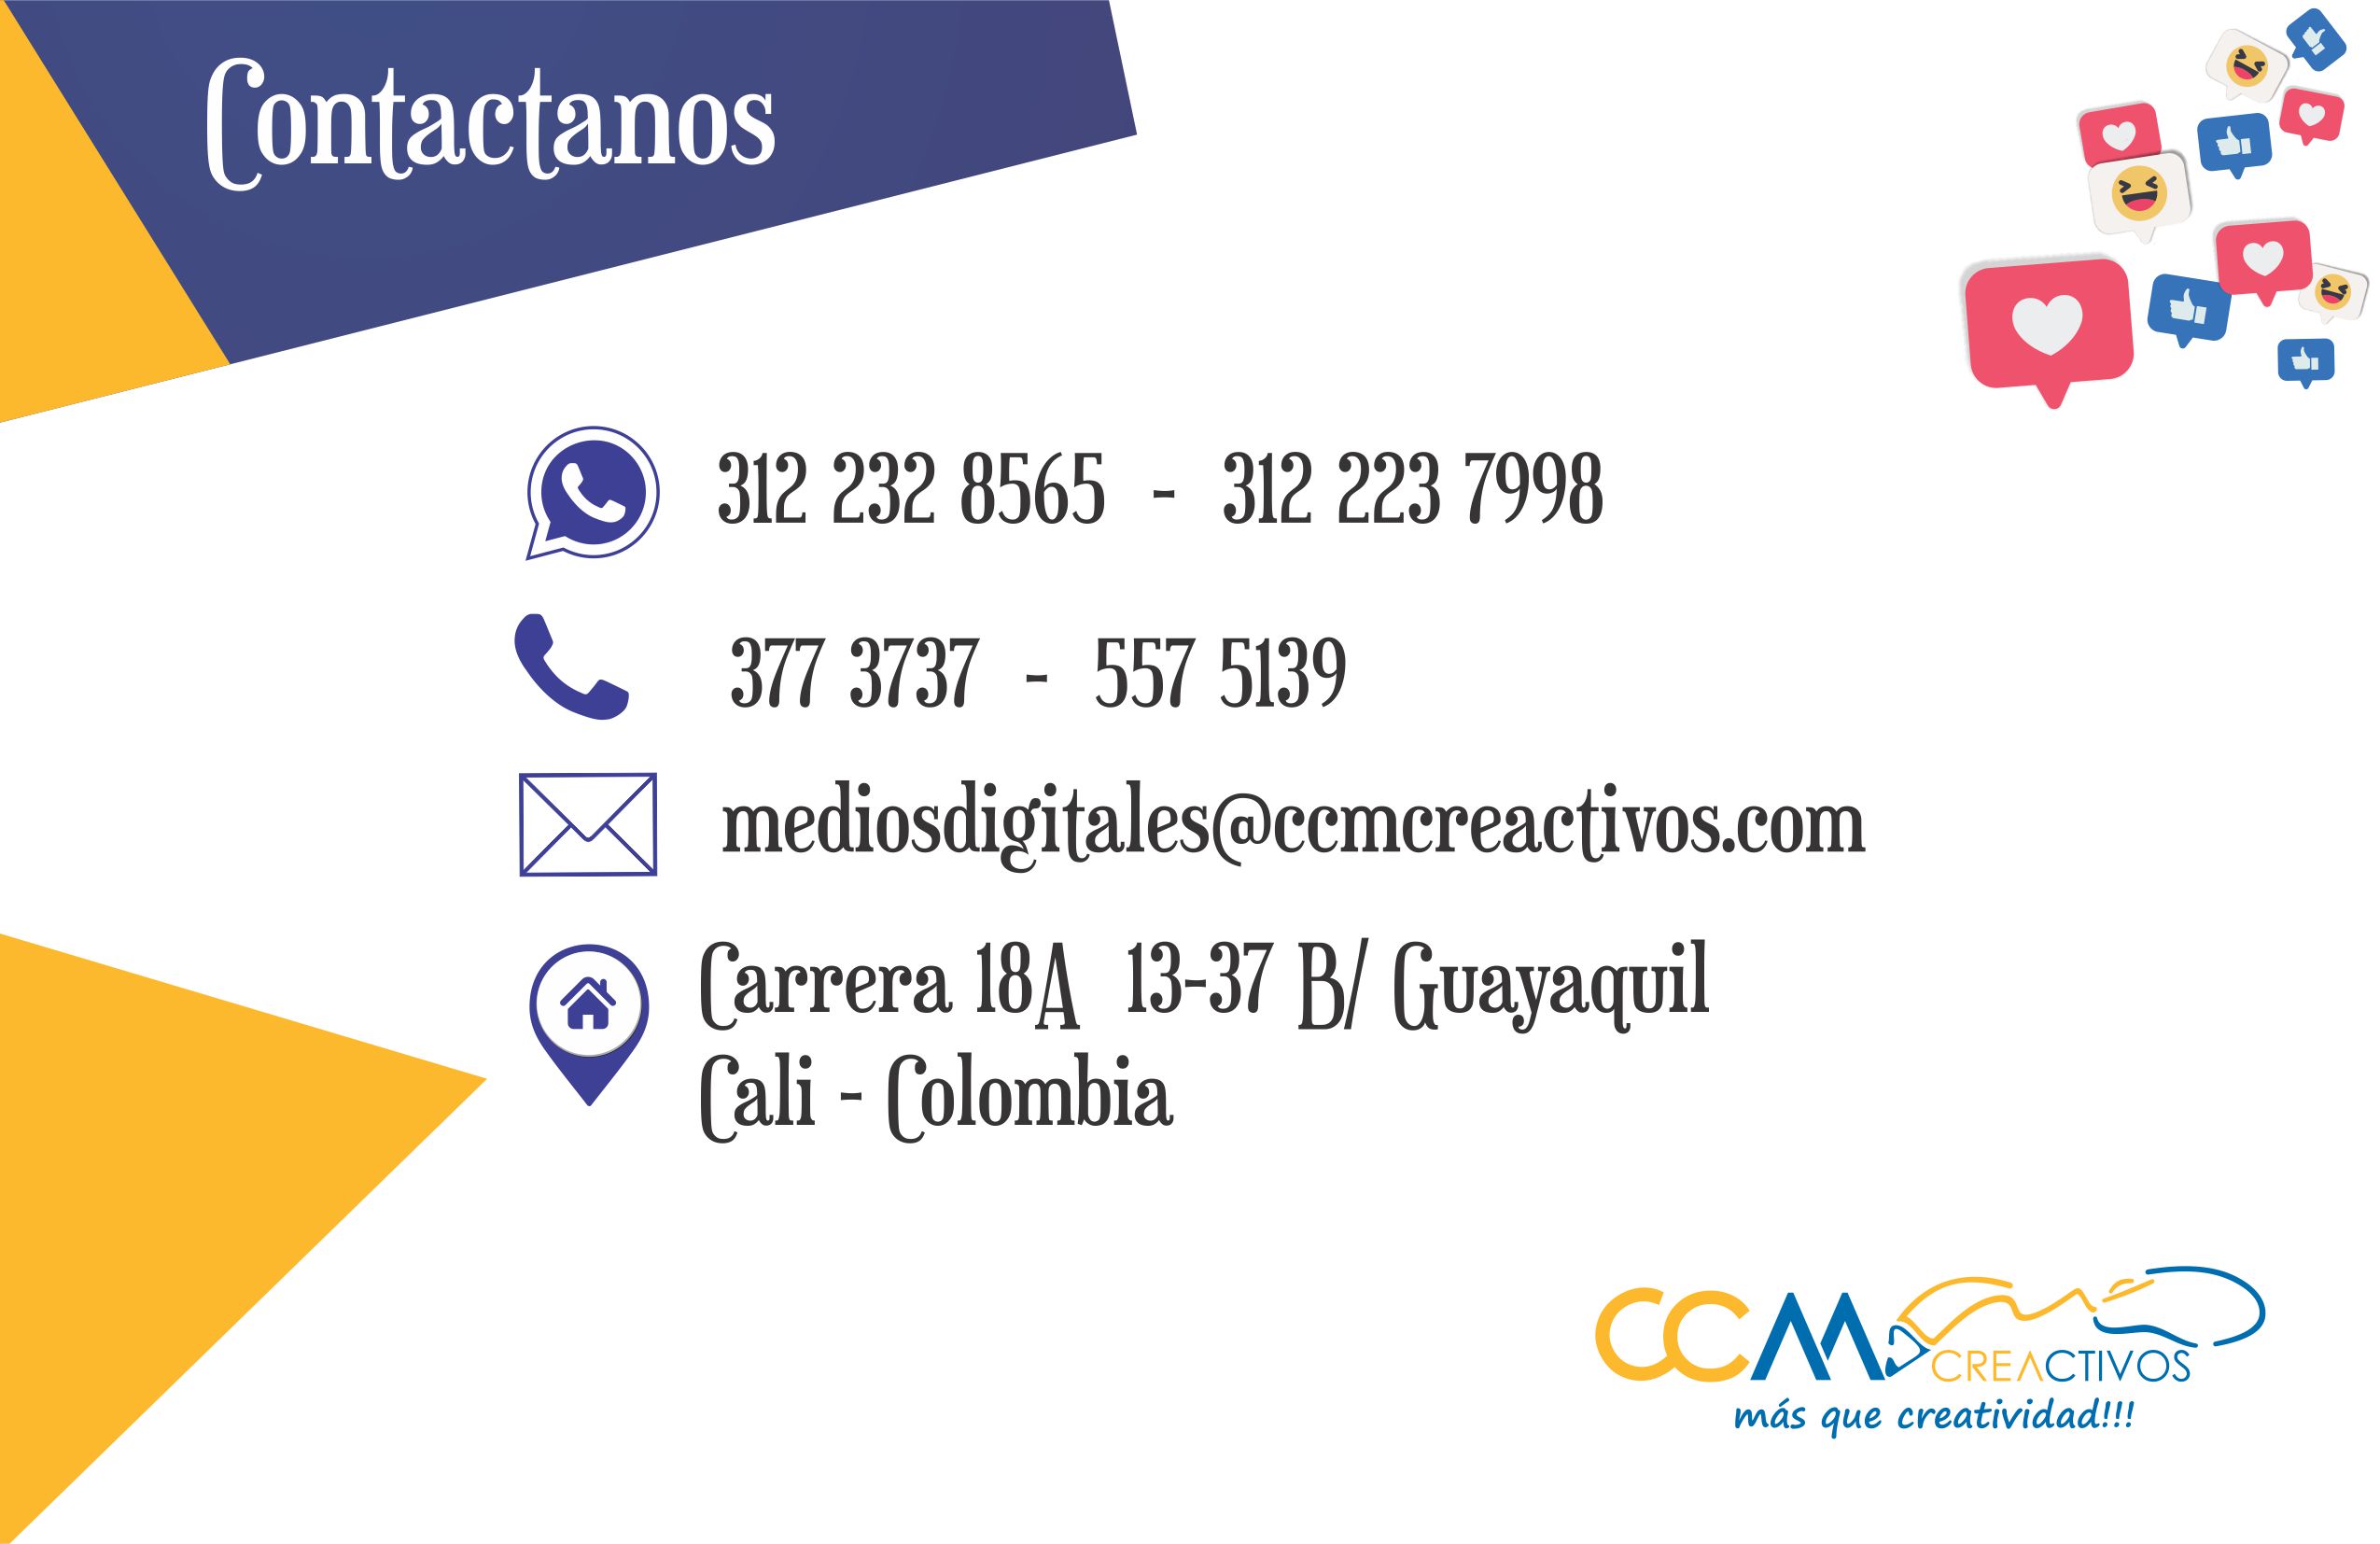 Contactanos
312 232 8565 - 312 223 7998
377 3737 - 557 5139
mediosdigitales@ccmcreactivos.com
Carrera 18A 13-37 B/ Guayaquil
Cali - Colombia
CCM CREACTIVOS
más que creatividad!!!